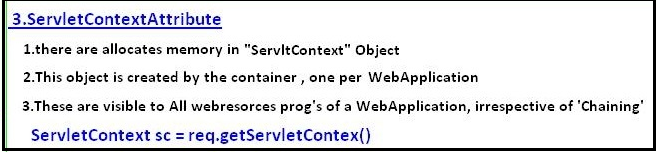 3.ServletContextAttribute
1.there are allocates memory in "ServltContext" Object
2.This object is created by the container , one per WebApplication
3.These are visible to All webresorces prog's of a WebApplication, irrespective of 'Chaining'
ServletContext sc = req.getServletContex()